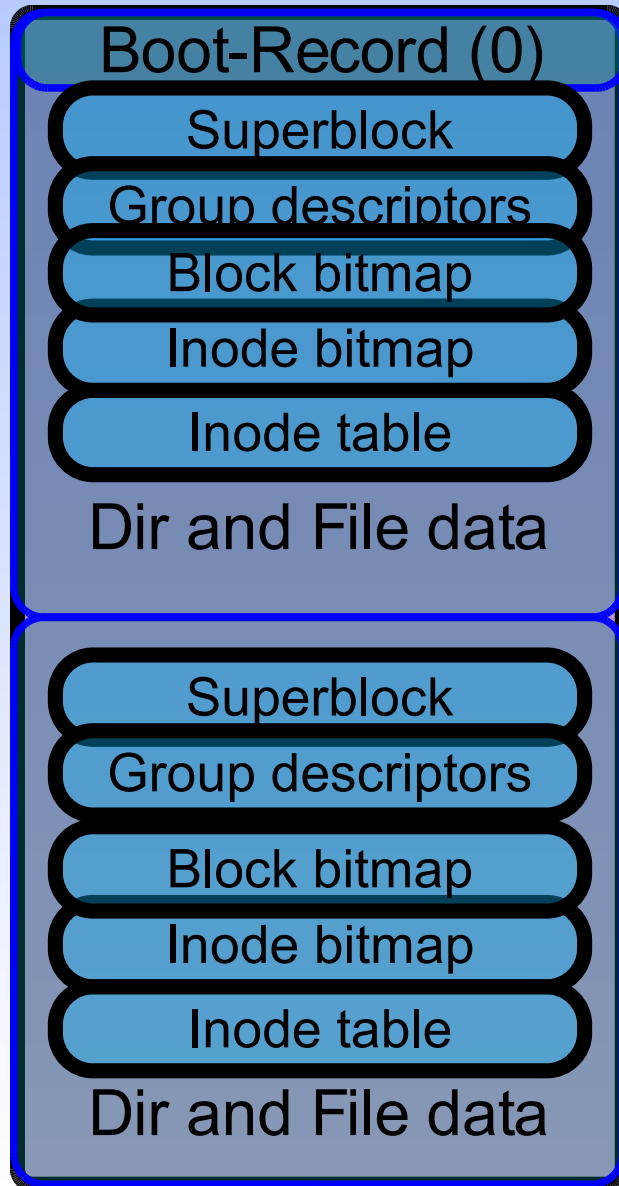 Boot-Record (0)
Superblock
Group descriptors
Block bitmap
Inode bitmap
Inode table
Dir and File data
Superblock
Group descriptors
Block bitmap
Inode bitmap
Inode table
Dir and File data